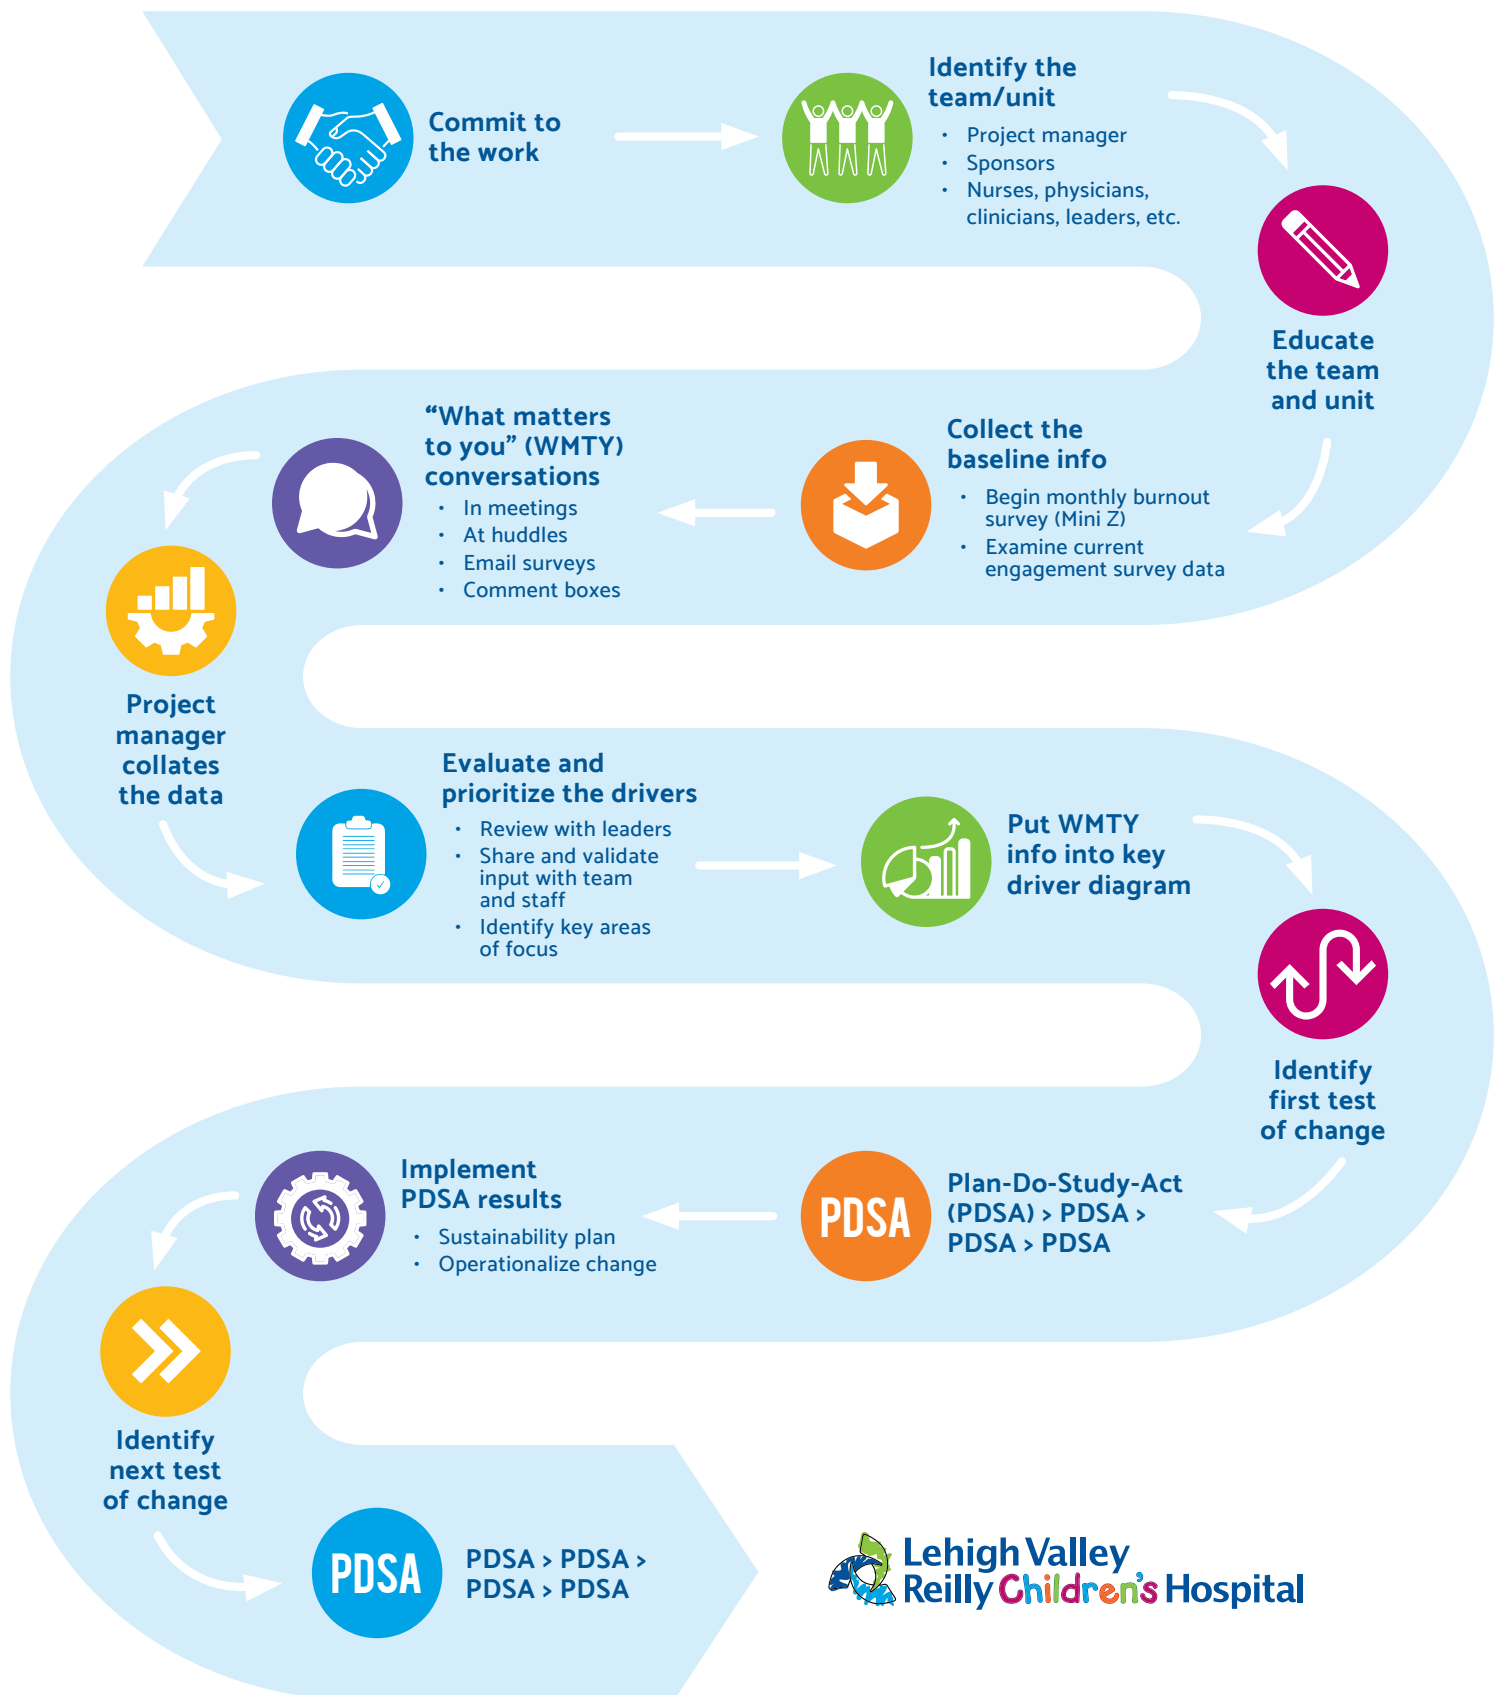 Commit to
the work
Identify the
team/unit
• Project manager
• Sponsors
• Nurses, physicians,
clinicians, leaders, etc.
Educate
the team
and unit
Collect the
baseline info
• Begin monthly burnout
survey (Mini Z)
• Examine current
engagement survey data
“What matters
to you” (WMTY)
conversations
• In meetings
• At huddles
• Email surveys
• Comment boxes
Project
manager
collates
the data
Evaluate and
prioritize the drivers
• Review with leaders
• Share and validate
input with team
and staff
• Identify key areas
of focus
Put WMTY
info into key
driver diagram
Identify
first test
of change
PDSA
Plan-Do-Study-Act
(PDSA) > PDSA >
PDSA > PDSA
Implement
PDSA results
• Sustainability plan
• Operationalize change
Identify
next test
of change
PDSA
PDSA > PDSA >
PDSA > PDSA
Lehigh Valley
Reilly Children's Hospital